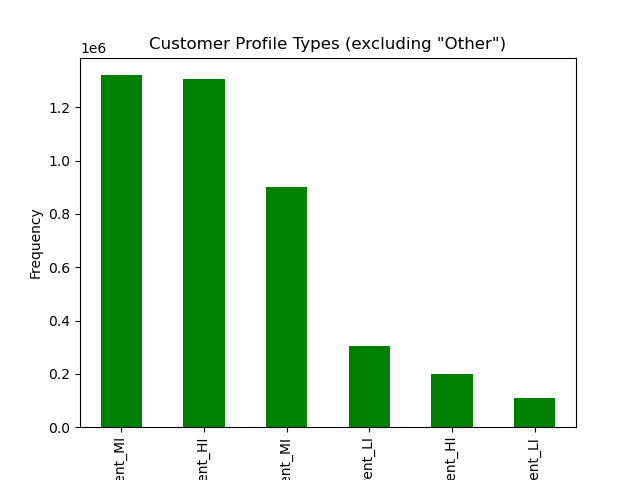 1e6
Customer Profile Types (excluding "Other")
Frequency
1.2
1.0
0.8
0.6
0.4
0.2
0.0
ent_MI
ent_HI
ent_MI
ent_LI
ent_HI
ent_LI